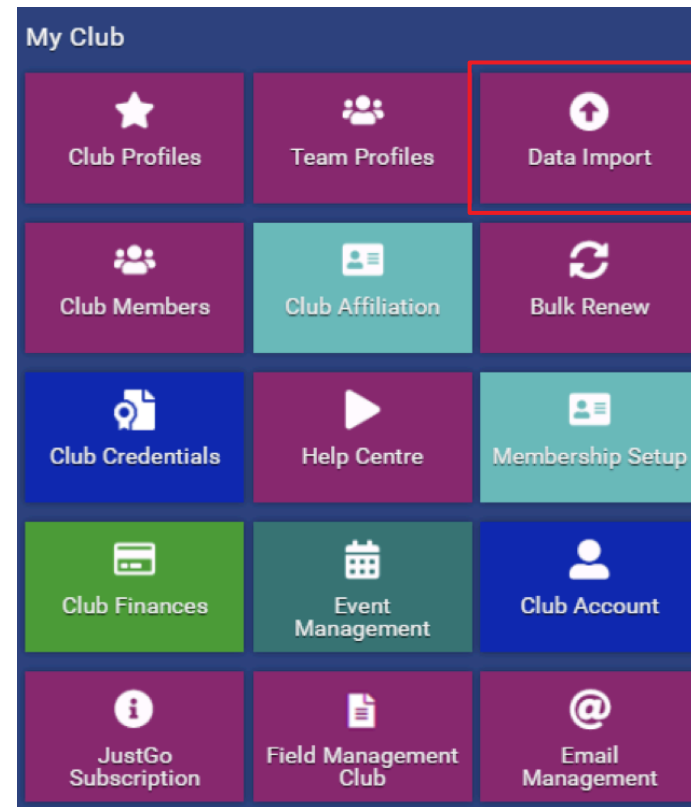 My Club
Club Profiles
Team Profiles
Data Import
Club Members
Club Affiliation
Bulk Renew
Club Credentials
Help Centre
Membership Setup
Club Finances
Event
Management
Club Account
JustGo
Subscription
Field Management
Club
Email
Management